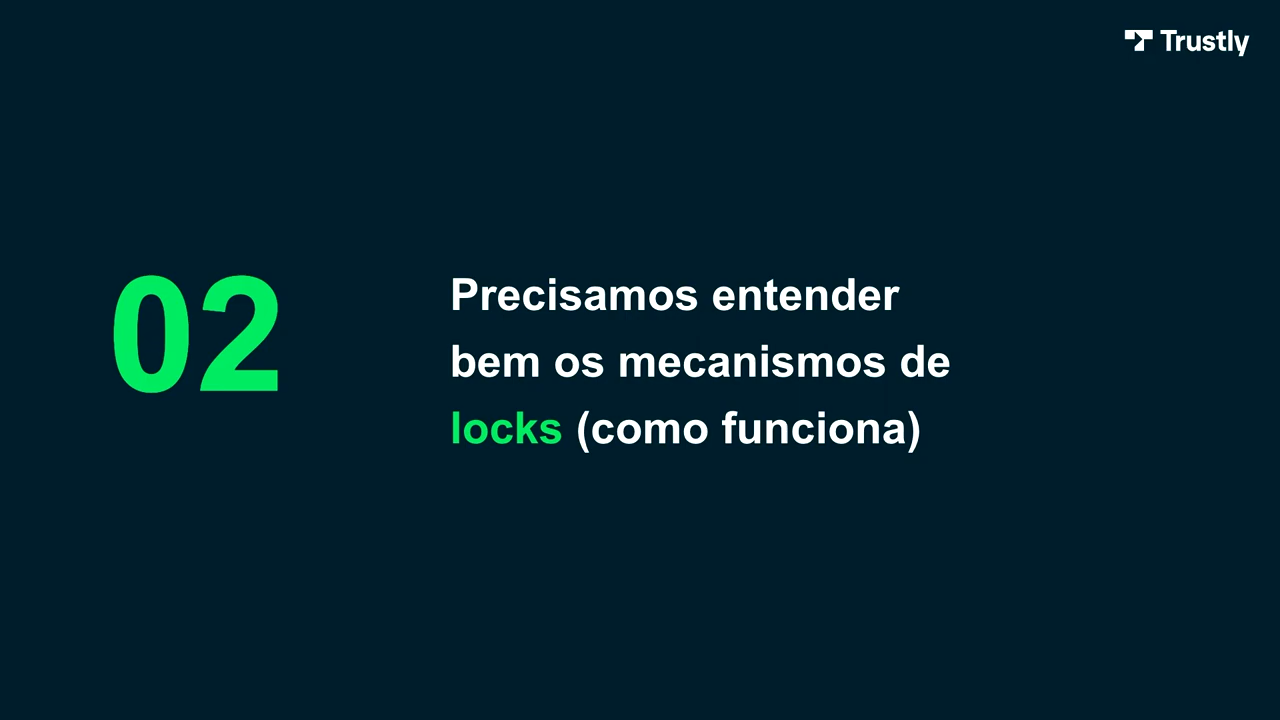 Trustly
02
Precisamos entender
bem os mecanismos de
locks (como funciona)